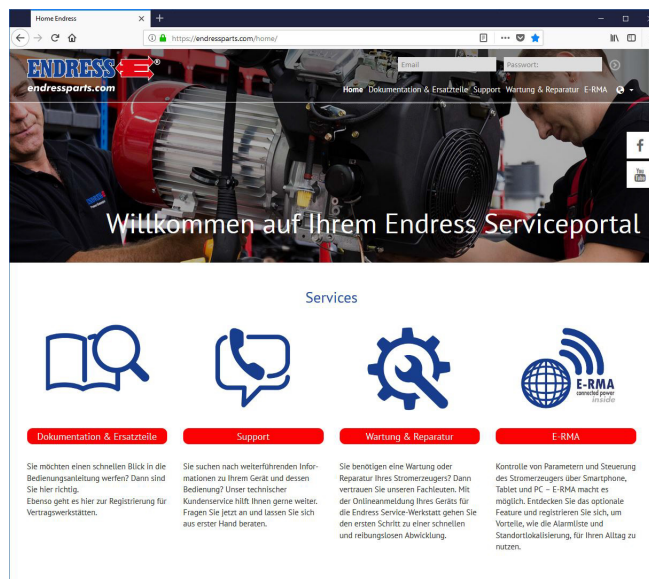 Home Endress
https://endressparts.com/home/
ENDRESS
®
endressparts.com
Email
Passwort:
Home Dokumentation & Ersatzteile Support Wartung & Reparatur E-RMA
f
You
Tube
Willkommen auf Ihrem Endress Serviceportal
Services
E-RMA
connected power
inside
Dokumentation & Ersatzteile
Sie möchten einen schnellen Blick in die
Bedienungsanleitung werfen? Dann sind
Sie hier richtig.
Ebenso geht es hier zur Registrierung für
Vertragswerkstätten.
Support
Sie suchen nach weiterführenden Infor-
mationen zu Ihrem Gerät und dessen
Bedienung? Unser technischer
Kundenservice hilft Ihnen gerne weiter.
Fragen Sie jetzt an und lassen Sie sich
aus erster Hand beraten.
Wartung & Reparatur
Sie benötigen eine Wartung oder
Reparatur Ihres Stromerzeugers? Dann
vertrauen Sie unseren Fachleuten. Mit
der Onlineanmeldung Ihres Geräts für
die Endress Service-Werkstatt gehen Sie
den ersten Schritt zu einer schnellen
und reibungslosen Abwicklung.
E-RMA
Kontrolle von Parametern und Steuerung
des Stromerzeugers über Smartphone,
Tablet und PC – E-RMA macht es
möglich. Entdecken Sie das optionale
Feature und registrieren Sie sich, um
Vorteile, wie die Alarmliste und
Standortlokalisierung, für Ihren Alltag zu
nutzen.